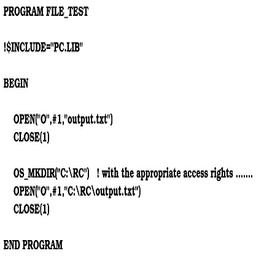 PROGRAM FILE_TEST
!$INCLUDE="PC.LIB"
BEGIN
OPEN("O",#1,"output.txt")
CLOSE(1)
OS_MKDIR("C:\RC") ! with the appropriate access rights .......
OPEN("O",#1,"C:\RC\output.txt")
CLOSE(1)
END PROGRAM